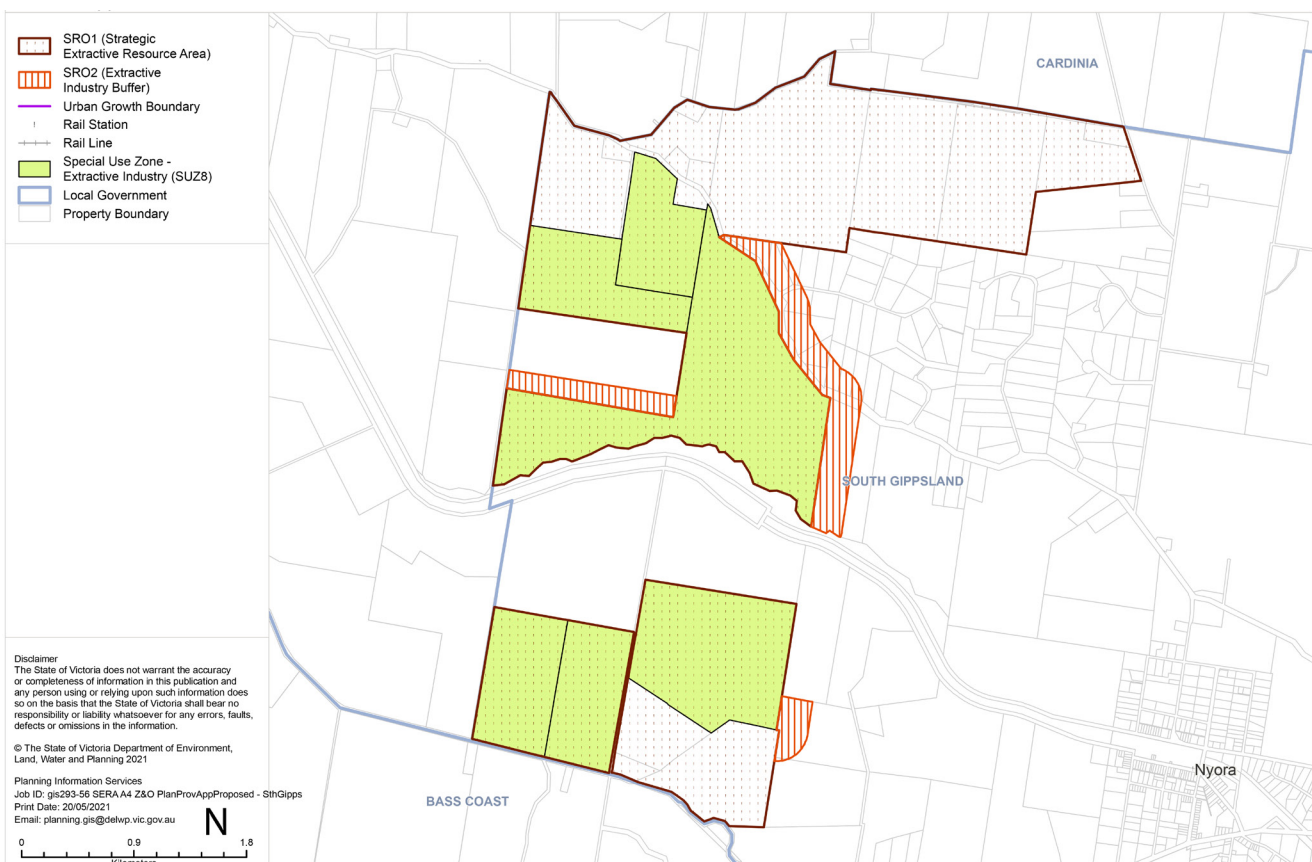 SRO1 (Strategic
Extractive Resource Area)
SRO2 (Extractive
Industry Buffer)
Urban Growth Boundary
Rail Station
Rail Line
Special Use Zone -
Extractive Industry (SUZ8)
Local Government
Property Boundary
CARDINIA
SOUTH GIPPSLAND
BASS COAST
Nyora
Disclaimer
The State of Victoria does not warrant the accuracy
or completeness of information in this publication and
any person using or relying upon such information does
so on the basis that the State of Victoria shall bear no
responsibility or liability whatsoever for any errors, faults,
defects or omissions in the information.
© The State of Victoria Department of Environment,
Land, Water and Planning 2021
Planning Information Services
Job ID: gis293-56 SERA A4 Z&O PlanProvAppProposed - SthGipps
Print Date: 20/05/2021
Email: planning.gis@delwp.vic.gov.au
N
0 0.9 1.8